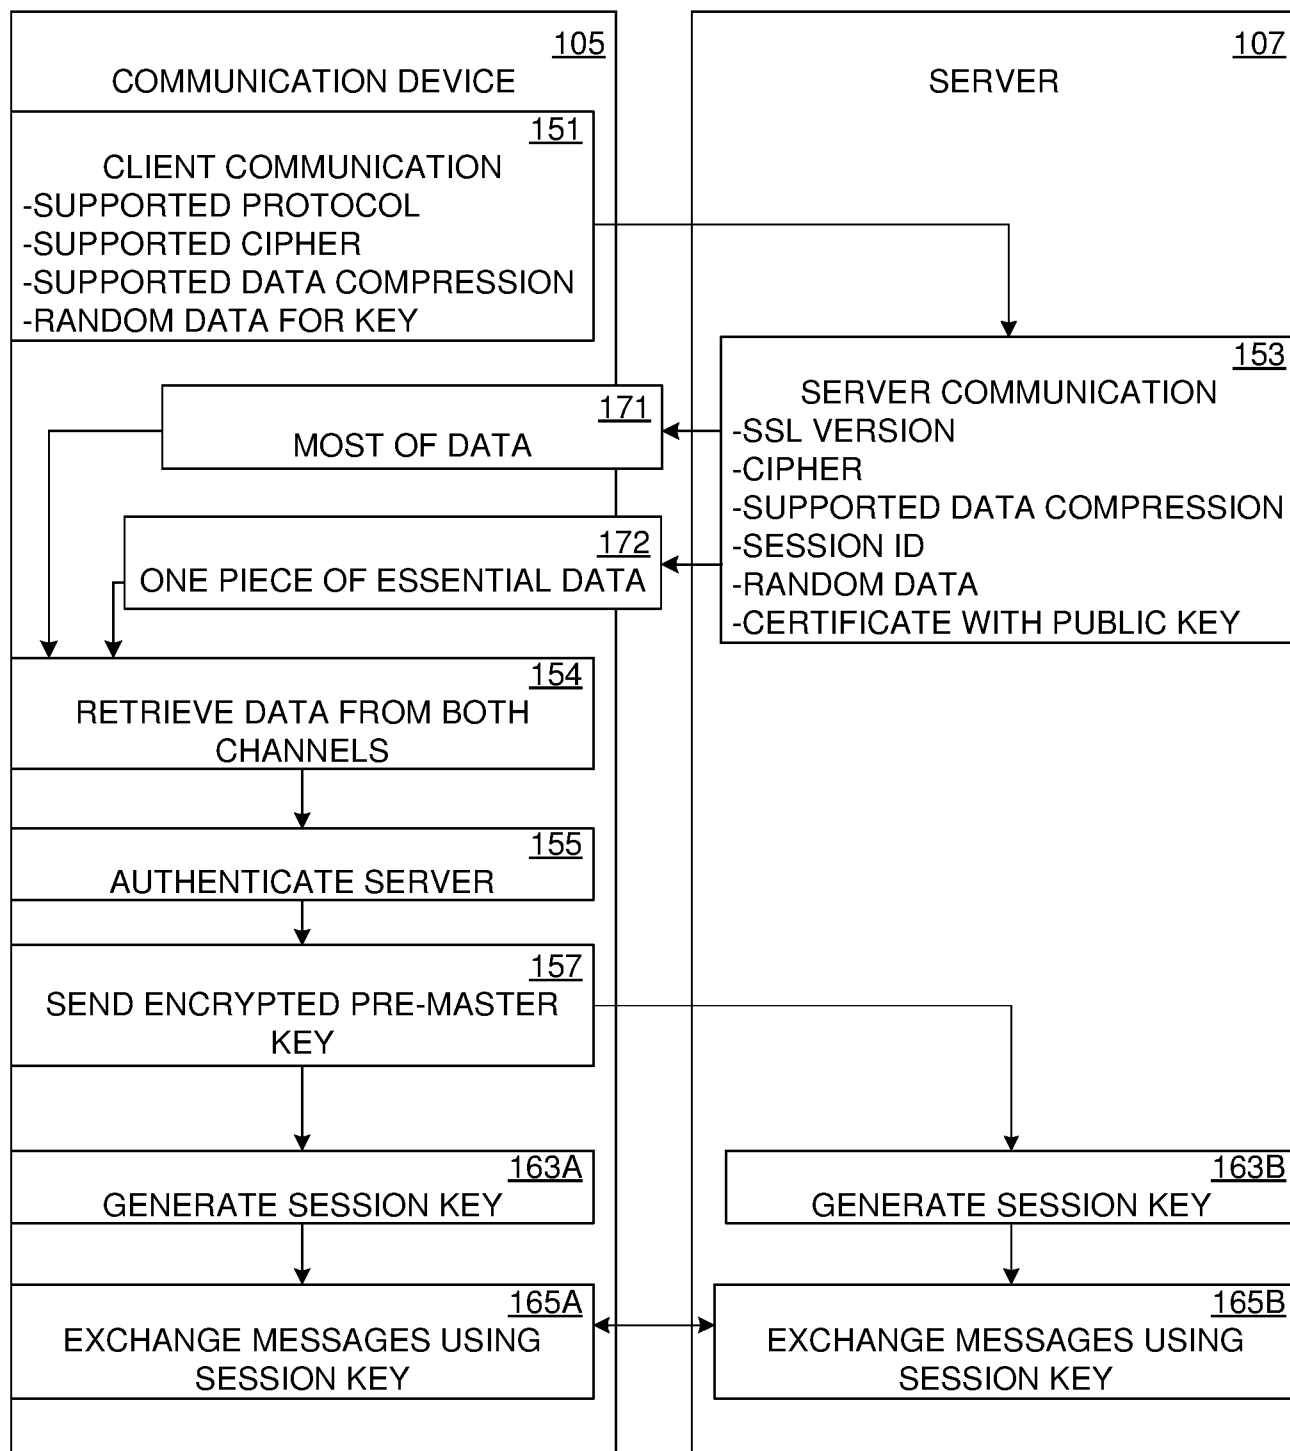 105
COMMUNICATION DEVICE
107
SERVER
151
CLIENT COMMUNICATION
-SUPPORTED PROTOCOL
-SUPPORTED CIPHER
-SUPPORTED DATA COMPRESSION
-RANDOM DATA FOR KEY
153
SERVER COMMUNICATION
-SSL VERSION
-CIPHER
-SUPPORTED DATA COMPRESSION
-SESSION ID
-RANDOM DATA
-CERTIFICATE WITH PUBLIC KEY
171
MOST OF DATA
172
ONE PIECE OF ESSENTIAL DATA
154
RETRIEVE DATA FROM BOTH
CHANNELS
155
AUTHENTICATE SERVER
157
SEND ENCRYPTED PRE-MASTER
KEY
163A
GENERATE SESSION KEY
163B
GENERATE SESSION KEY
165A
EXCHANGE MESSAGES USING
SESSION KEY
165B
EXCHANGE MESSAGES USING
SESSION KEY